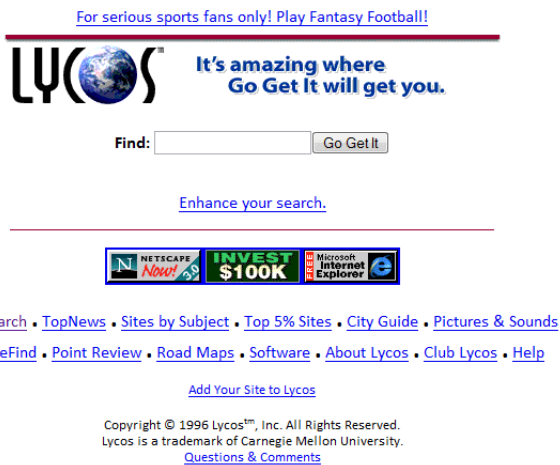 For serious sports fans only! Play Fantasy Football!
LYCOS™
It's amazing where
Go Get It will get you.
Find: Go Get It
Enhance your search.
NETSCAPE Now! 3.0
INVEST $100K
FREE Microsoft Internet Explorer
arch • TopNews • Sites by Subject • Top 5% Sites • City Guide • Pictures & Sounds
eFind • Point Review • Road Maps • Software • About Lycos • Club Lycos • Help
Add Your Site to Lycos
Copyright © 1996 Lycos™, Inc. All Rights Reserved.
Lycos is a trademark of Carnegie Mellon University.
Questions & Comments